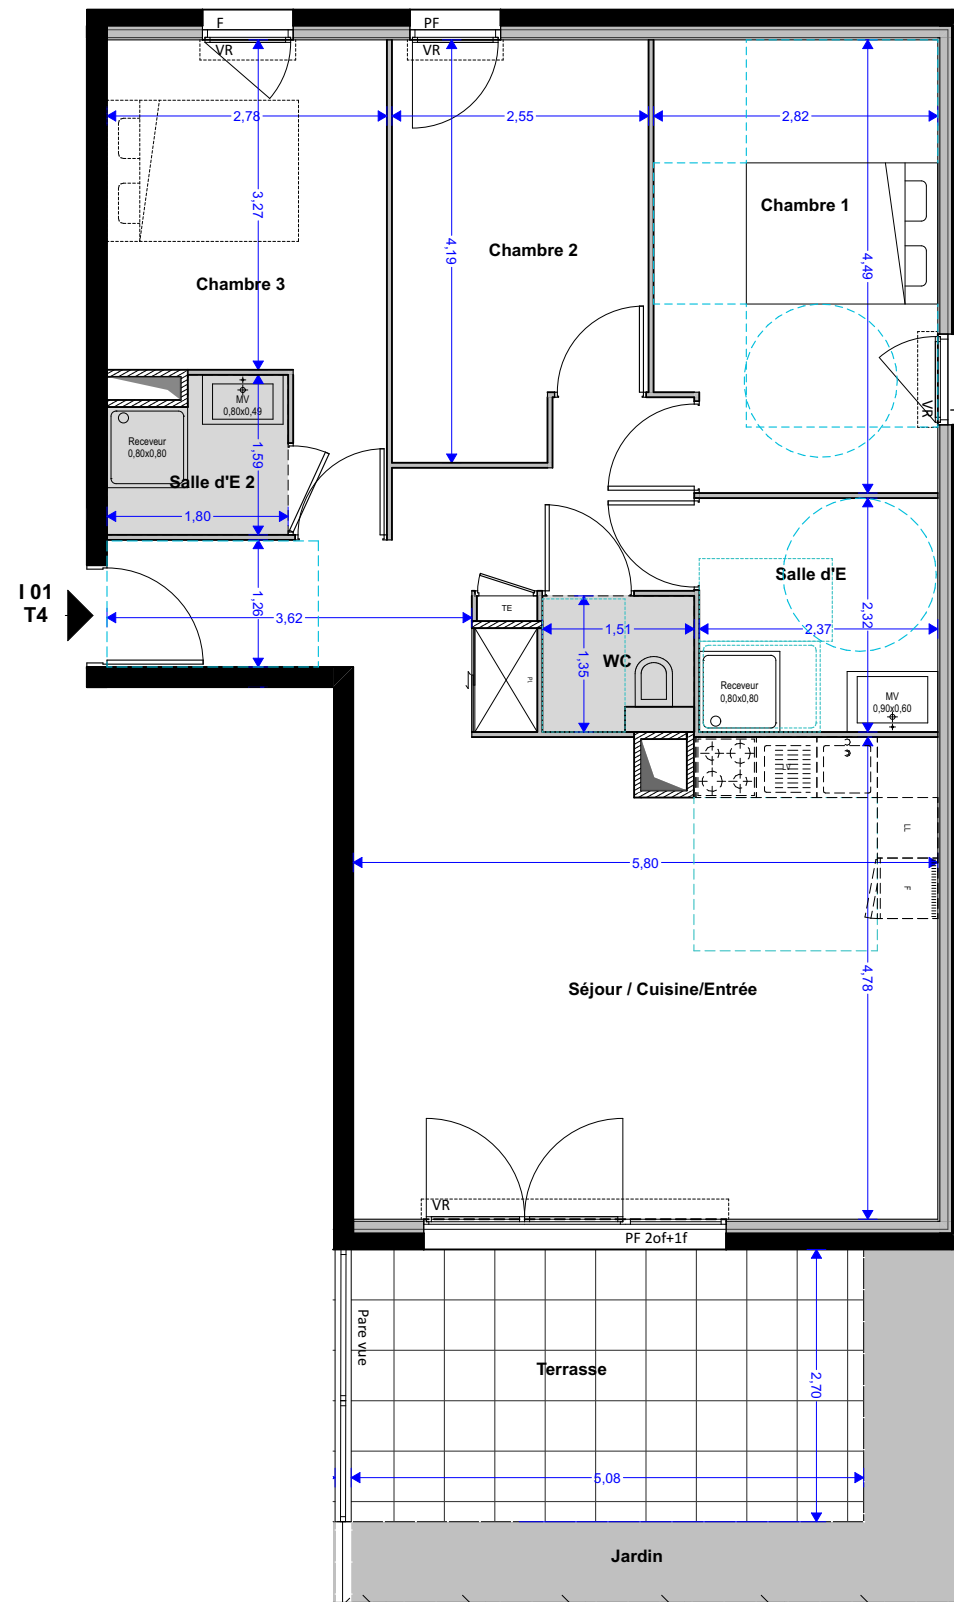 F
PF
VR
VR
2,78
2,55
2,82
3,27
4,19
4,49
Chambre 1
Chambre 2
Chambre 3
VR
MV
0,80x0,49
Receveur
0,80x0,80
1,59
Salle d'E 2
1,80
I 01
T4
1,26
3,62
TE
PL
1,51
1,35
WC
Salle d'E
2,32
2,37
Receveur
0,80x0,80
MV
0,90x0,60
LV
LL
F
5,80
4,78
Séjour / Cuisine/Entrée
VR
PF 2of+1f
Pare vue
Terrasse
2,70
5,08
Jardin